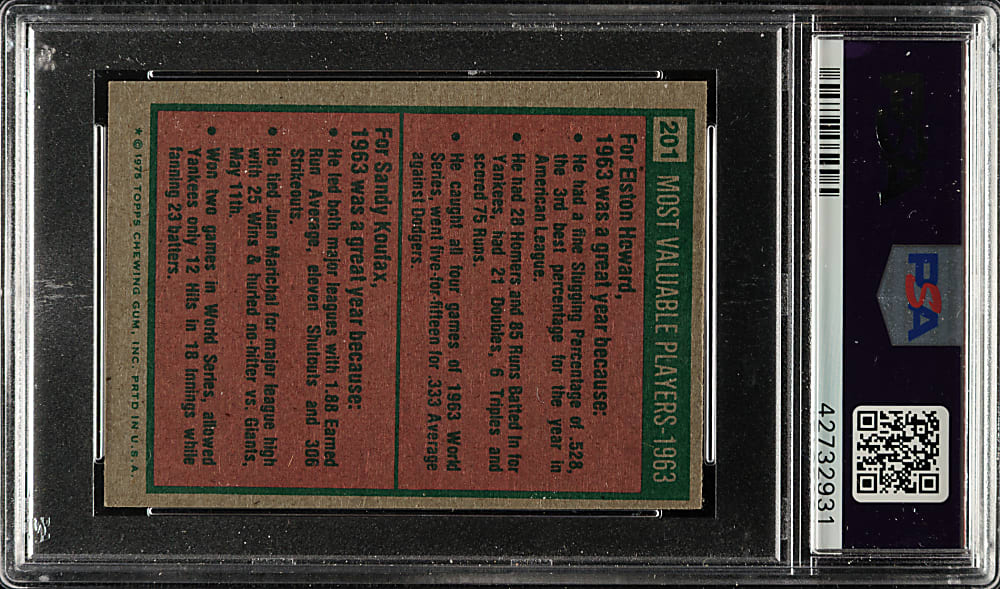 PSA
42732931
201 MOST VALUABLE PLAYERS-1963
For Elston Howard,
1963 was a great year because:
• He had a fine Slugging Percentage of .528,
the 3rd best percentage for the year in
American League.
• He had 28 Homers and 85 Runs Batted In for
Yankees, had 21 Doubles, 6 Triples and
scored 75 Runs.
• He caught all four games of 1963 World
Series, went five-for-fifteen for .333 Average
against Dodgers.
For Sandy Koufax,
1963 was a great year because:
• He led both major leagues with 1.88 Earned
Run Average, eleven Shutouts and 306
Strikeouts.
• He tied Juan Marichal for major league high
with 25 Wins & hurled no-hitter vs. Giants,
May 11th.
• Won two games in World Series, allowed
Yankees only 12 Hits in 18 Innings while
fanning 23 batters.
* © 1975 TOPPS CHEWING GUM, INC. PRTD IN U.S.A.